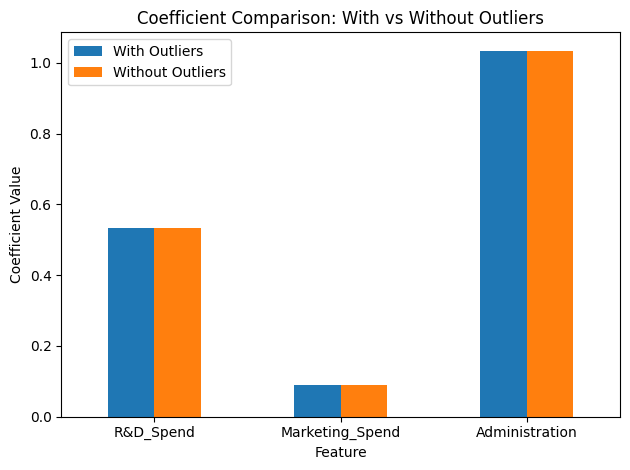 Coefficient Comparison: With vs Without Outliers
With Outliers
Without Outliers
Coefficient Value
1.0
0.8
0.6
0.4
0.2
0.0
R&D_Spend
Marketing_Spend
Administration
Feature